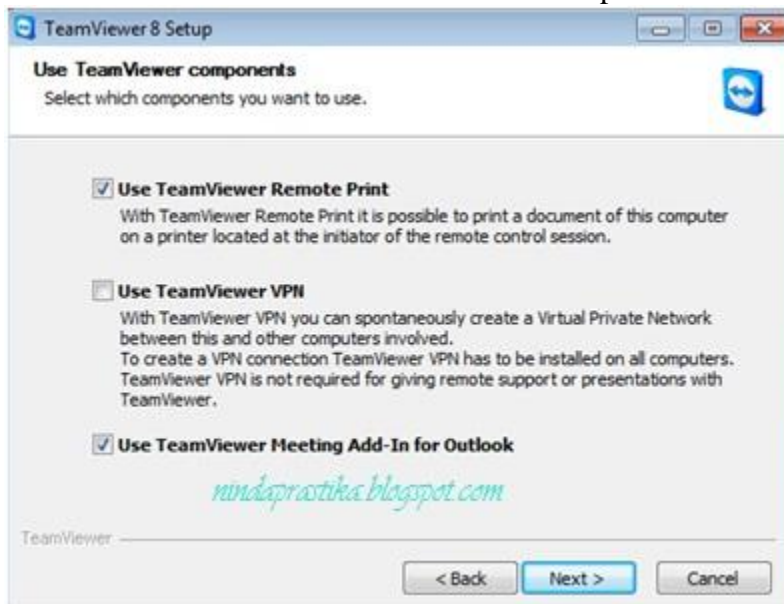 TeamViewer 8 Setup
Use TeamViewer components
Select which components you want to use.
Use TeamViewer Remote Print
With TeamViewer Remote Print it is possible to print a document of this computer
on a printer located at the initiator of the remote control session.
Use TeamViewer VPN
With TeamViewer VPN you can spontaneously create a Virtual Private Network
between this and other computers involved.
To create a VPN connection TeamViewer VPN has to be installed on all computers.
TeamViewer VPN is not required for giving remote support or presentations with
TeamViewer.
Use TeamViewer Meeting Add-In for Outlook
nindaprastika.blogspot.com
TeamViewer
< Back Next > Cancel